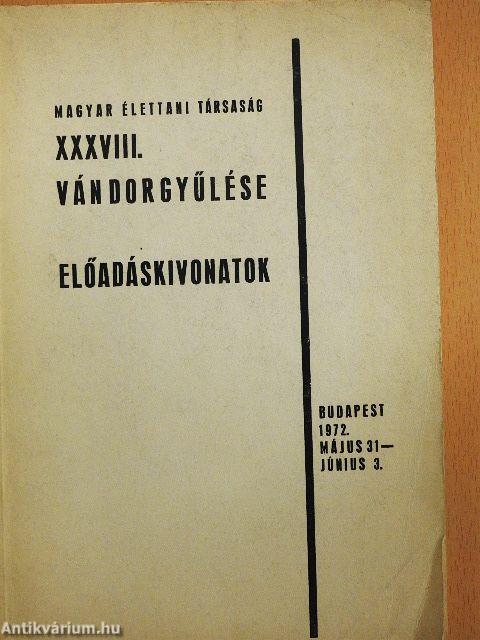 MAGYAR ÉLETTANI TÁRSASÁG
XXXVIII.
VÁNDORGYŰLÉSE
ELŐADÁSKIVONATOK
BUDAPEST
1972.
MÁJUS 31—
JÚNIUS 3.
Antikvárium.hu